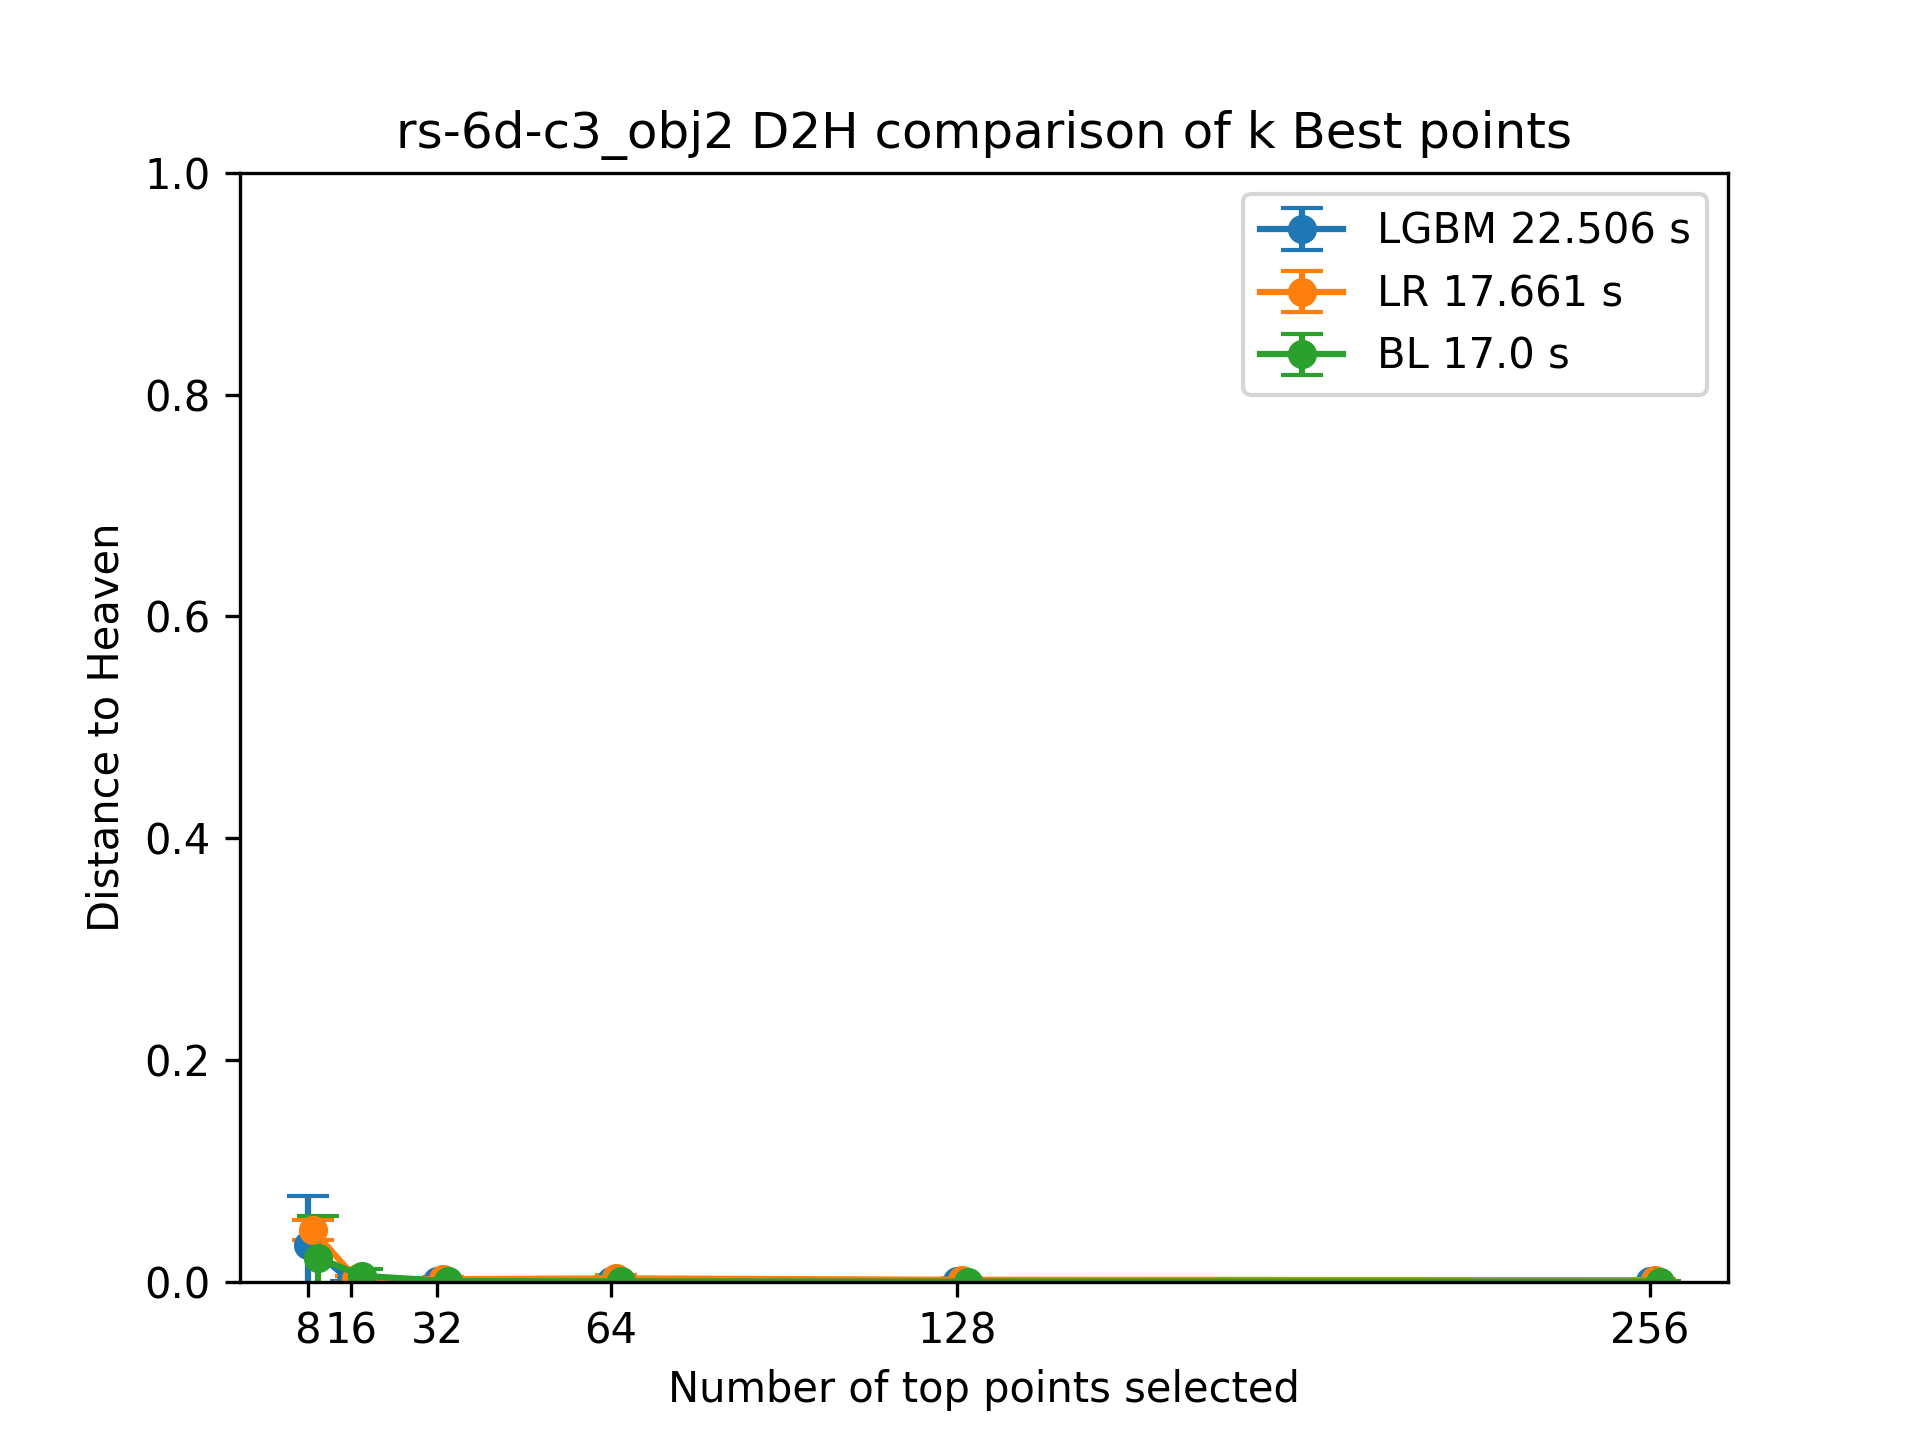 rs-6d-c3_obj2 D2H comparison of k Best points
1.0
0.8
0.6
0.4
0.2
0.0
Distance to Heaven
LGBM 22.506 s
LR 17.661 s
BL 17.0 s
8 16 32 64 128 256
Number of top points selected